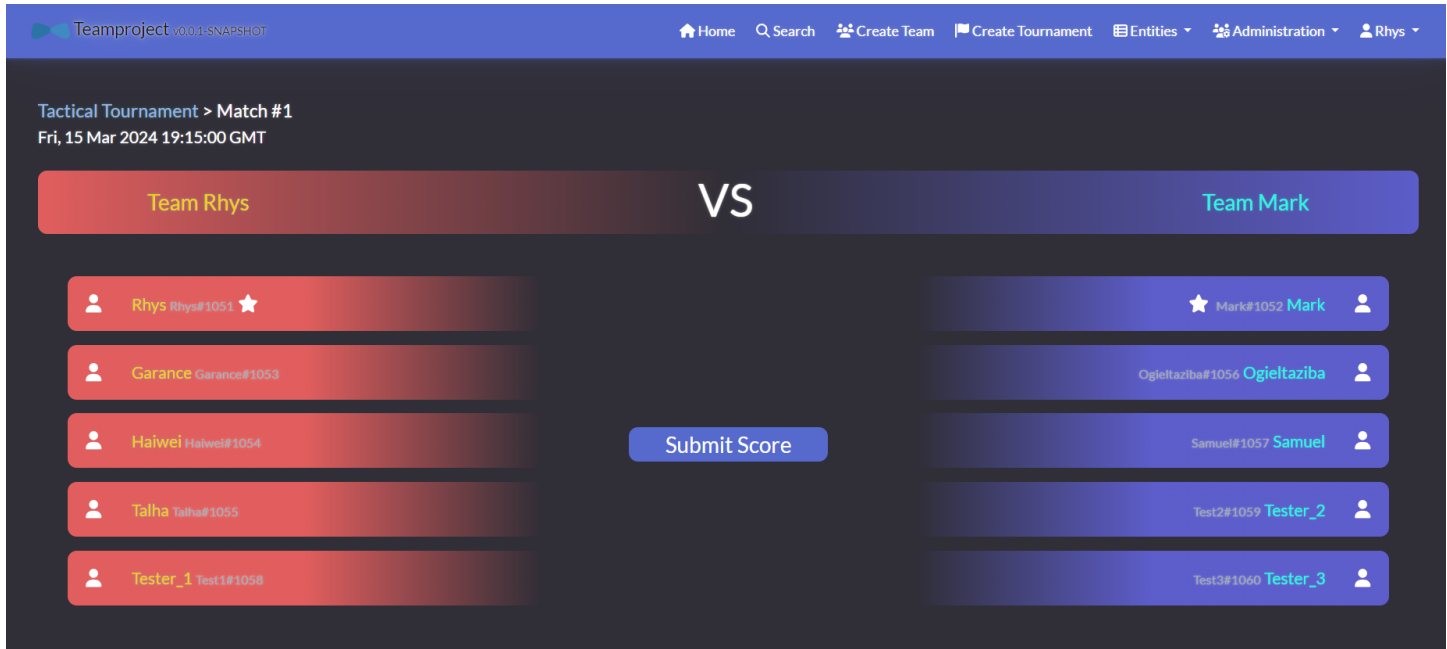 Teamproject v0.0.1-SNAPSHOT Home Search Create Team Create Tournament Entities Administration Rhys
Tactical Tournament > Match #1
Fri, 15 Mar 2024 19:15:00 GMT
Team Rhys VS Team Mark
Rhys Rhys#1051 Mark#1052 Mark
Garance Garance#1053 Ogieltaziba#1056 Ogieltaziba
Haiwei Haiwei#1054 Samuel#1057 Samuel
Submit Score
Talha Talha#1055 Test2#1059 Tester_2
Tester_1 Test1#1058 Test3#1060 Tester_3